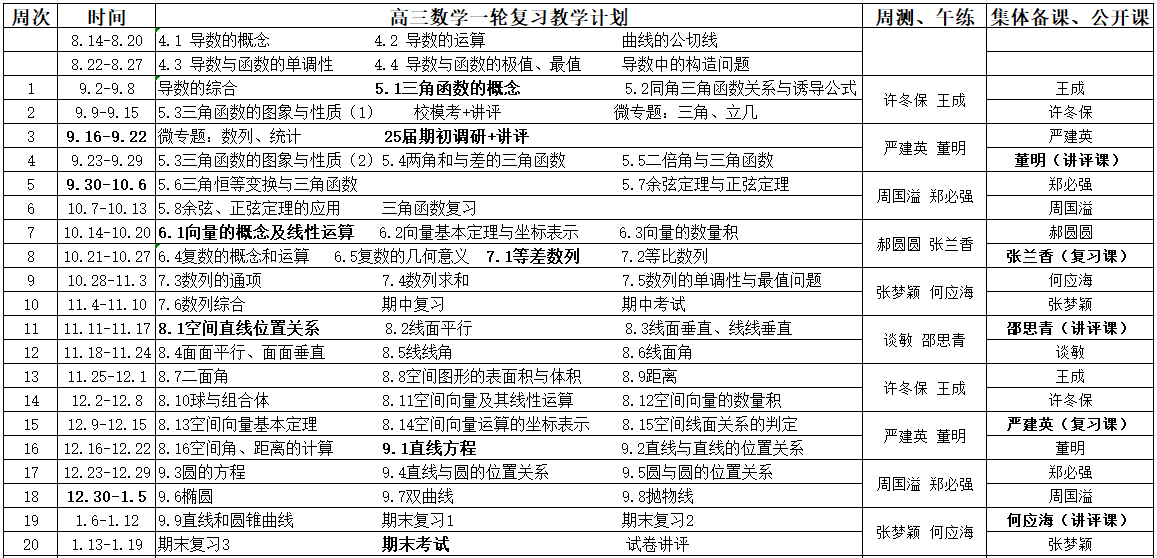 周次 时间 高三数学一轮复习教学计划 周测、午练 集体备课、公开课
8.14-8.20 4.1 导数的概念 4.2 导数的运算 曲线的公切线
8.22-8.27 4.3 导数与函数的单调性 4.4 导数与函数的极值、最值 导数中的构造问题
1 9.2-9.8 导数的综合 5.1三角函数的概念 5.2同角三角函数关系与诱导公式 许冬保 王成 王成
2 9.9-9.15 5.3三角函数的图象与性质（1） 校模考+讲评 微专题：三角、立几 许冬保
3 9.16-9.22 微专题：数列、统计 25届期初调研+讲评 严建英 董明 严建英
4 9.23-9.29 5.3三角函数的图象与性质（2） 5.4两角和与差的三角函数 5.5二倍角与三角函数 董明（讲评课）
5 9.30-10.6 5.6三角恒等变换与三角函数 5.7余弦定理与正弦定理 周国溢 郑必强 郑必强
6 10.7-10.13 5.8余弦、正弦定理的应用 三角函数复习 周国溢
7 10.14-10.20 6.1向量的概念及线性运算 6.2向量基本定理与坐标表示 6.3向量的数量积 郝圆圆 张兰香 郝圆圆
8 10.21-10.27 6.4复数的概念和运算 6.5复数的几何意义 7.1等差数列 7.2等比数列 张兰香（复习课）
9 10.28-11.3 7.3数列的通项 7.4数列求和 7.5数列的单调性与最值问题 张梦颖 何应海 何应海
10 11.4-11.10 7.6数列综合 期中复习 期中考试 张梦颖
11 11.11-11.17 8.1空间直线位置关系 8.2线面平行 8.3线面垂直、线线垂直 谈敏 邵思青 邵思青（讲评课）
12 11.18-11.24 8.4面面平行、面面垂直 8.5线线角 8.6线面角 谈敏
13 11.25-12.1 8.7二面角 8.8空间图形的表面积与体积 8.9距离 许冬保 王成 王成
14 12.2-12.8 8.10球与组合体 8.11空间向量及其线性运算 8.12空间向量的数量积 许冬保
15 12.9-12.15 8.13空间向量基本定理 8.14空间向量运算的坐标表示 8.15空间线面关系的判定 严建英 董明 严建英（复习课）
16 12.16-12.22 8.16空间角、距离的计算 9.1直线方程 9.2直线与直线的位置关系 董明
17 12.23-12.29 9.3圆的方程 9.4直线与圆的位置关系 9.5圆与圆的位置关系 周国溢 郑必强 郑必强
18 12.30-1.5 9.6椭圆 9.7双曲线 9.8抛物线 周国溢
19 1.6-1.12 9.9直线和圆锥曲线 期末复习1 期末复习2 张梦颖 何应海 何应海（讲评课）
20 1.13-1.19 期末复习3 期末考试 试卷讲评 张梦颖